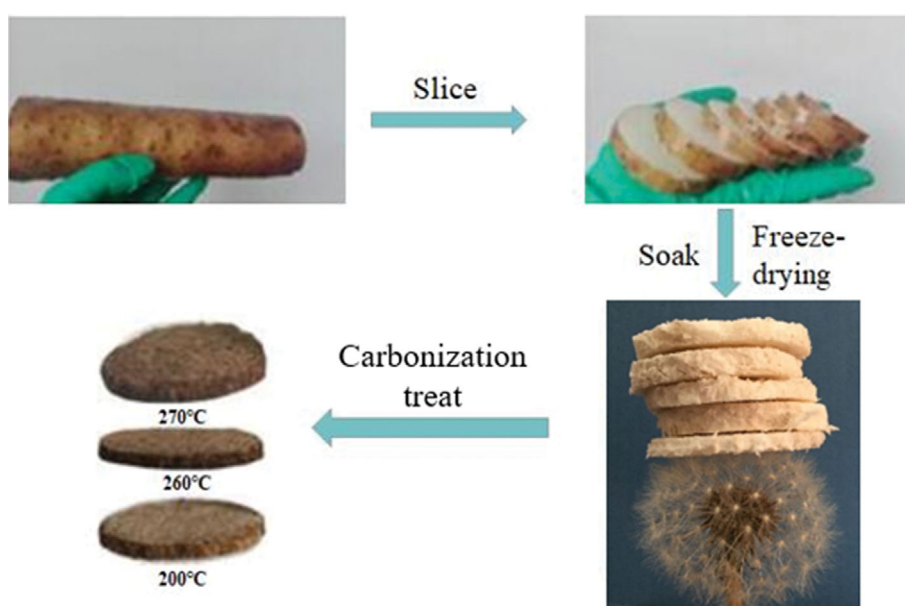 Slice
Soak
Freeze-
drying
Carbonization
treat
270°C
260°C
200°C